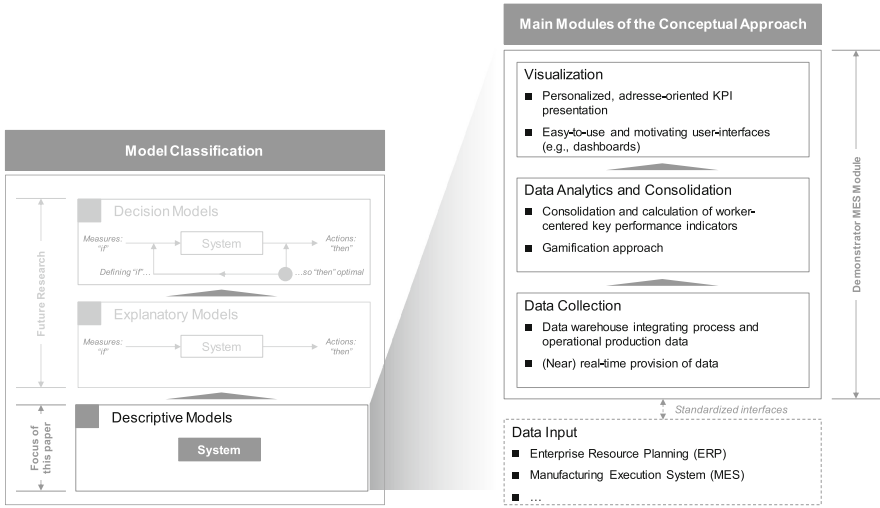 Model Classification
Future Research
Decision Models
Measures:
"if"
System
Actions:
"then"
Defining "if"…
…so "then" optimal
Explanatory Models
Measures:
"if"
System
Actions:
"then"
Focus of
this paper
Descriptive Models
System
Main Modules of the Conceptual Approach
Visualization
■ Personalized, adresse-oriented KPI
presentation
■ Easy-to-use and motivating user-interfaces
(e.g., dashboards)
Data Analytics and Consolidation
■ Consolidation and calculation of worker-
centered key performance indicators
■ Gamification approach
Data Collection
■ Data warehouse integrating process and
operational production data
■ (Near) real-time provision of data
Demonstrator MES Module
Standardized interfaces
Data Input
■ Enterprise Resource Planning (ERP)
■ Manufacturing Execution System (MES)
■ …